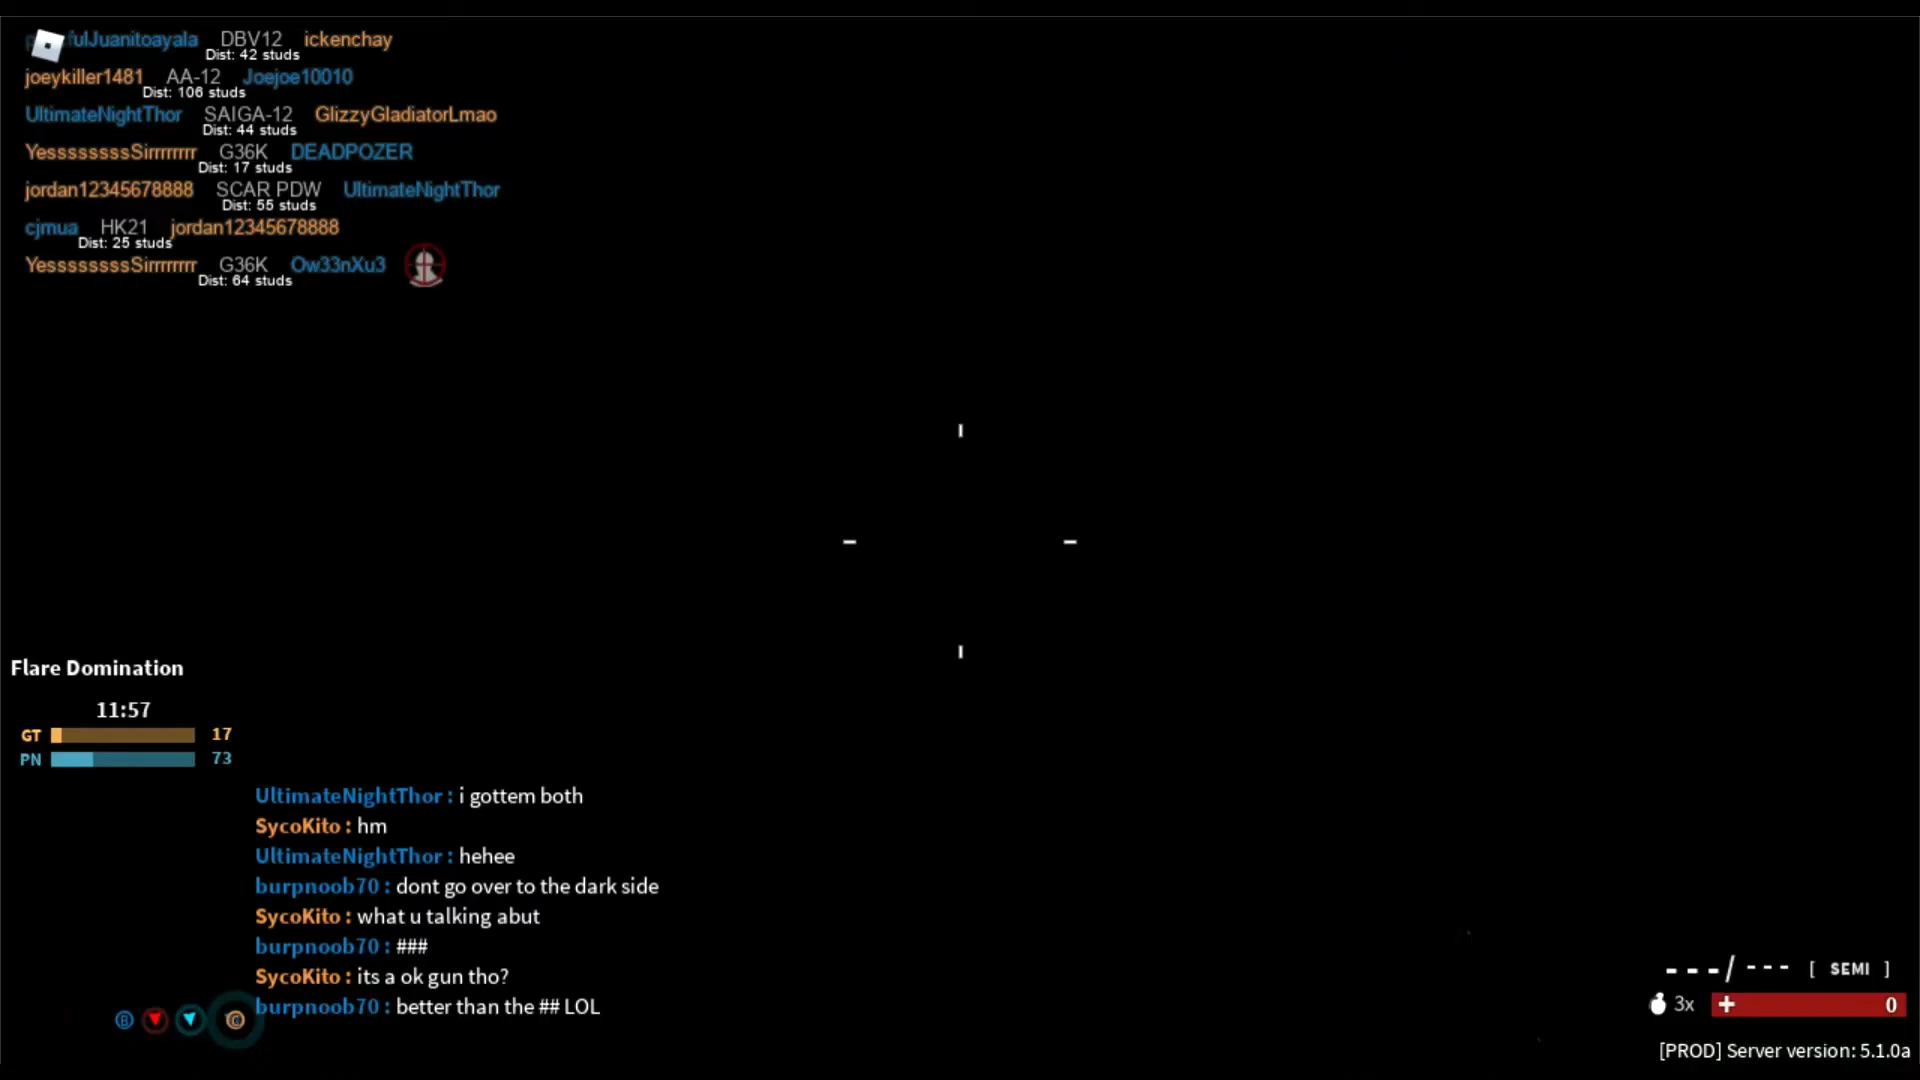 ulJuanitoayala DBV12 ickenchay
Dist: 42 studs
joeykiller1481 AA-12 Joejoe10010
Dist: 106 studs
UltimateNightThor SAIGA-12 GlizzyGladiatorLmao
Dist: 44 studs
YesssssssssSirrrrrrrr G36K DEADPOZER
Dist: 17 studs
jordan12345678888 SCAR PDW UltimateNightThor
Dist: 55 studs
cjmua HK21 jordan12345678888
Dist: 25 studs
YesssssssssSirrrrrrrr G36K Ow33nXu3
Dist: 64 studs
Flare Domination
11:57
GT 17
PN 73
UltimateNightThor : i gottem both
SycoKito : hm
UltimateNightThor : hehee
burpnoob70 : dont go over to the dark side
SycoKito : what u talking abut
burpnoob70 : ###
SycoKito : its a ok gun tho?
burpnoob70 : better than the ## LOL
B C
---/--- [ SEMI ]
3x + 0
[PROD] Server version: 5.1.0a